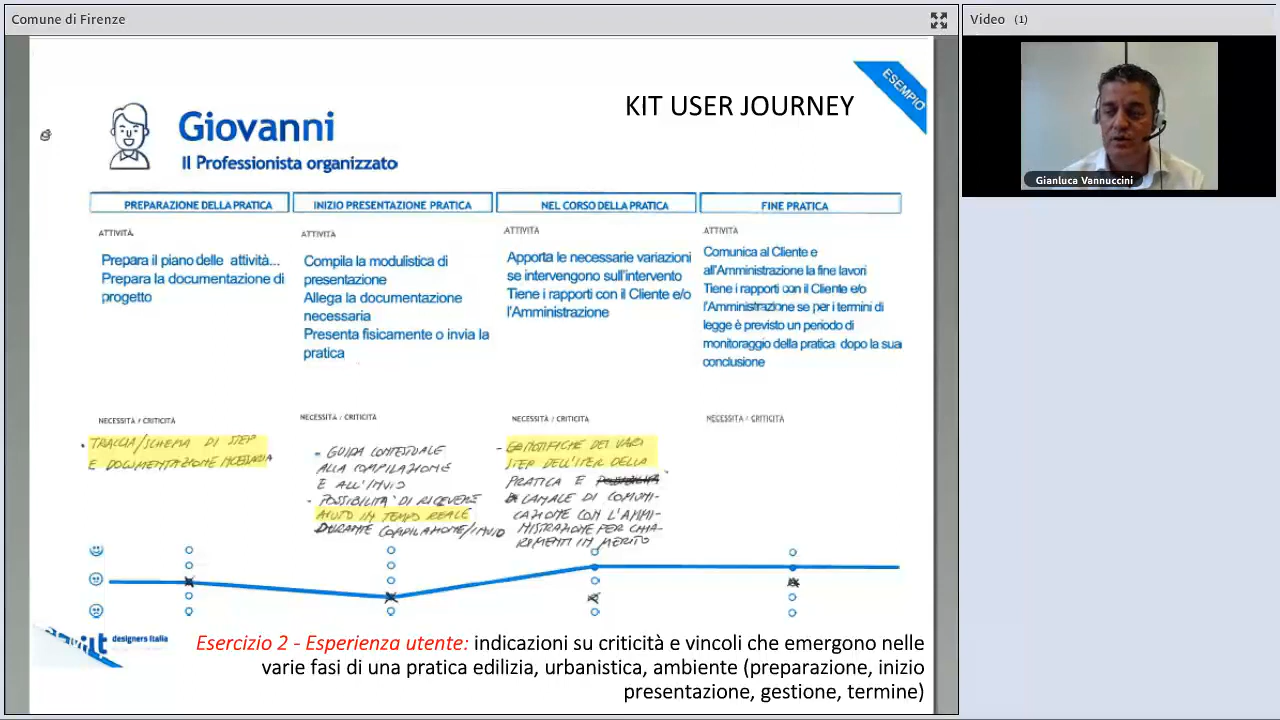 Comune di Firenze
Video (1)
Gianluca Vannuccini
ESEMPIO
KIT USER JOURNEY
Giovanni
Il Professionista organizzato
PREPARAZIONE DELLA PRATICA
ATTIVITÀ
Prepara il piano delle attività...
Prepara la documentazione di
progetto
INIZIO PRESENTAZIONE PRATICA
ATTIVITÀ
Compila la modulistica di
presentazione
Allega la documentazione
necessaria
Presenta fisicamente o invia la
pratica
NEL CORSO DELLA PRATICA
ATTIVITÀ
Apporta le necessarie variazioni
se intervengono sull'intervento
Tiene i rapporti con il Cliente e/o
l'Amministrazione
FINE PRATICA
ATTIVITÀ
Comunica al Cliente e
all'Amministrazione la fine lavori
Tiene i rapporti con il Cliente e/o
l'Amministrazione se per i termini di
legge è previsto un periodo di
monitoraggio della pratica dopo la sua
conclusione
NECESSITÀ / CRITICITÀ
TRACCIA/SCHEMA DI STEP
E DOCUMENTAZIONE NECESSARIA
NECESSITÀ / CRITICITÀ
- GUIDA CONTESTUALE
ALLA COMPILAZIONE
E ALL'INVIO
- POSSIBILITA' DI RICEVERE
AIUTO IN TEMPO REALE
DURANTE COMPILAZIONE/INVIO
NECESSITÀ / CRITICITÀ
- NOTIFICHE DEI VARI
STEP DELL'ITER DELLA
PRATICA E
CANALE DI COMUNI-
CAZIONE CON L'AMMI-
NISTRAZIONE PER CHIA-
RIMENTI IN MERITO
NECESSITÀ / CRITICITÀ
designers italia
Esercizio 2 - Esperienza utente: indicazioni su criticità e vincoli che emergono nelle
varie fasi di una pratica edilizia, urbanistica, ambiente (preparazione, inizio
presentazione, gestione, termine)